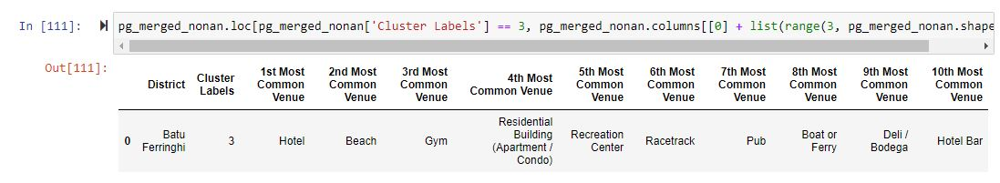 In [111]: pg_merged_nonan.loc[pg_merged_nonan['Cluster Labels'] == 3, pg_merged_nonan.columns[[0] + list(range(3, pg_merged_nonan.shape
Out[111]:
District Cluster Labels 1st Most Common Venue 2nd Most Common Venue 3rd Most Common Venue 4th Most Common Venue 5th Most Common Venue 6th Most Common Venue 7th Most Common Venue 8th Most Common Venue 9th Most Common Venue 10th Most Common Venue
0 Batu Ferringhi 3 Hotel Beach Gym Residential Building (Apartment / Condo) Recreation Center Racetrack Pub Boat or Ferry Deli / Bodega Hotel Bar